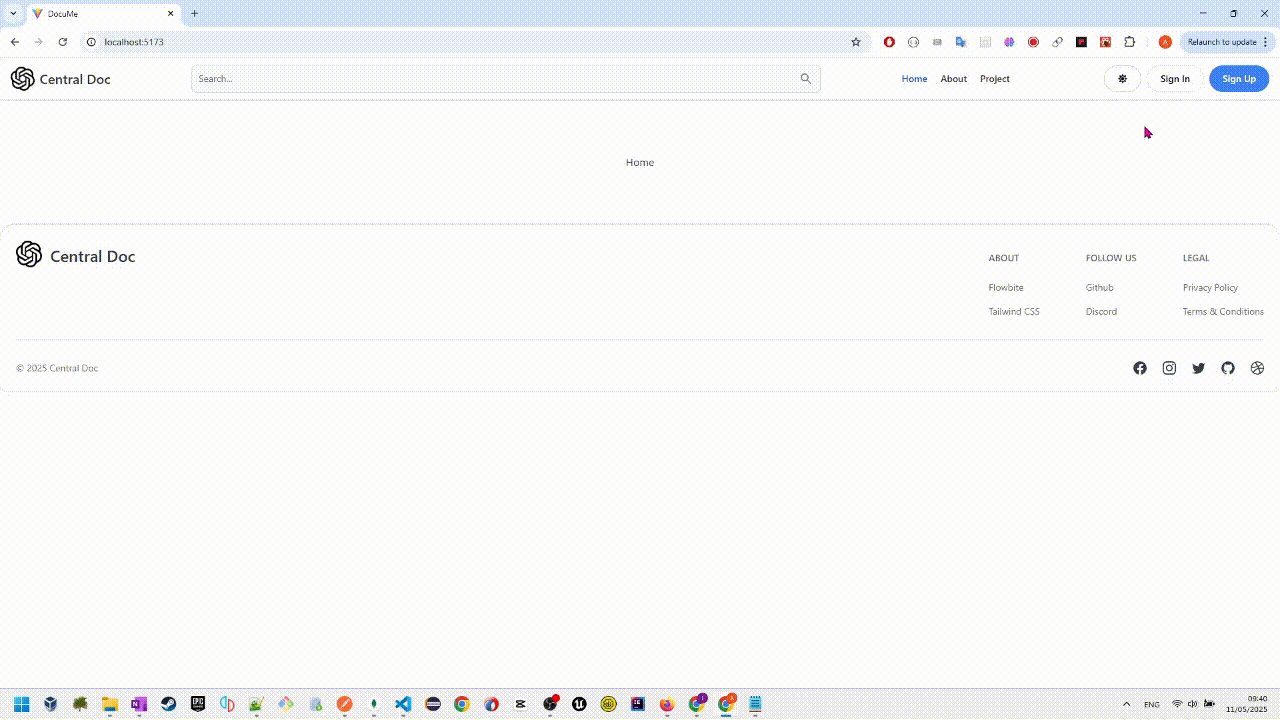 DocuMe
localhost:5173
Relaunch to update
Central Doc
Search...
Home
About
Project
Sign In
Sign Up
Home
Central Doc
ABOUT
FOLLOW US
LEGAL
Flowbite
Github
Privacy Policy
Tailwind CSS
Discord
Terms & Conditions
© 2025 Central Doc
ENG
09:40
11/05/2025